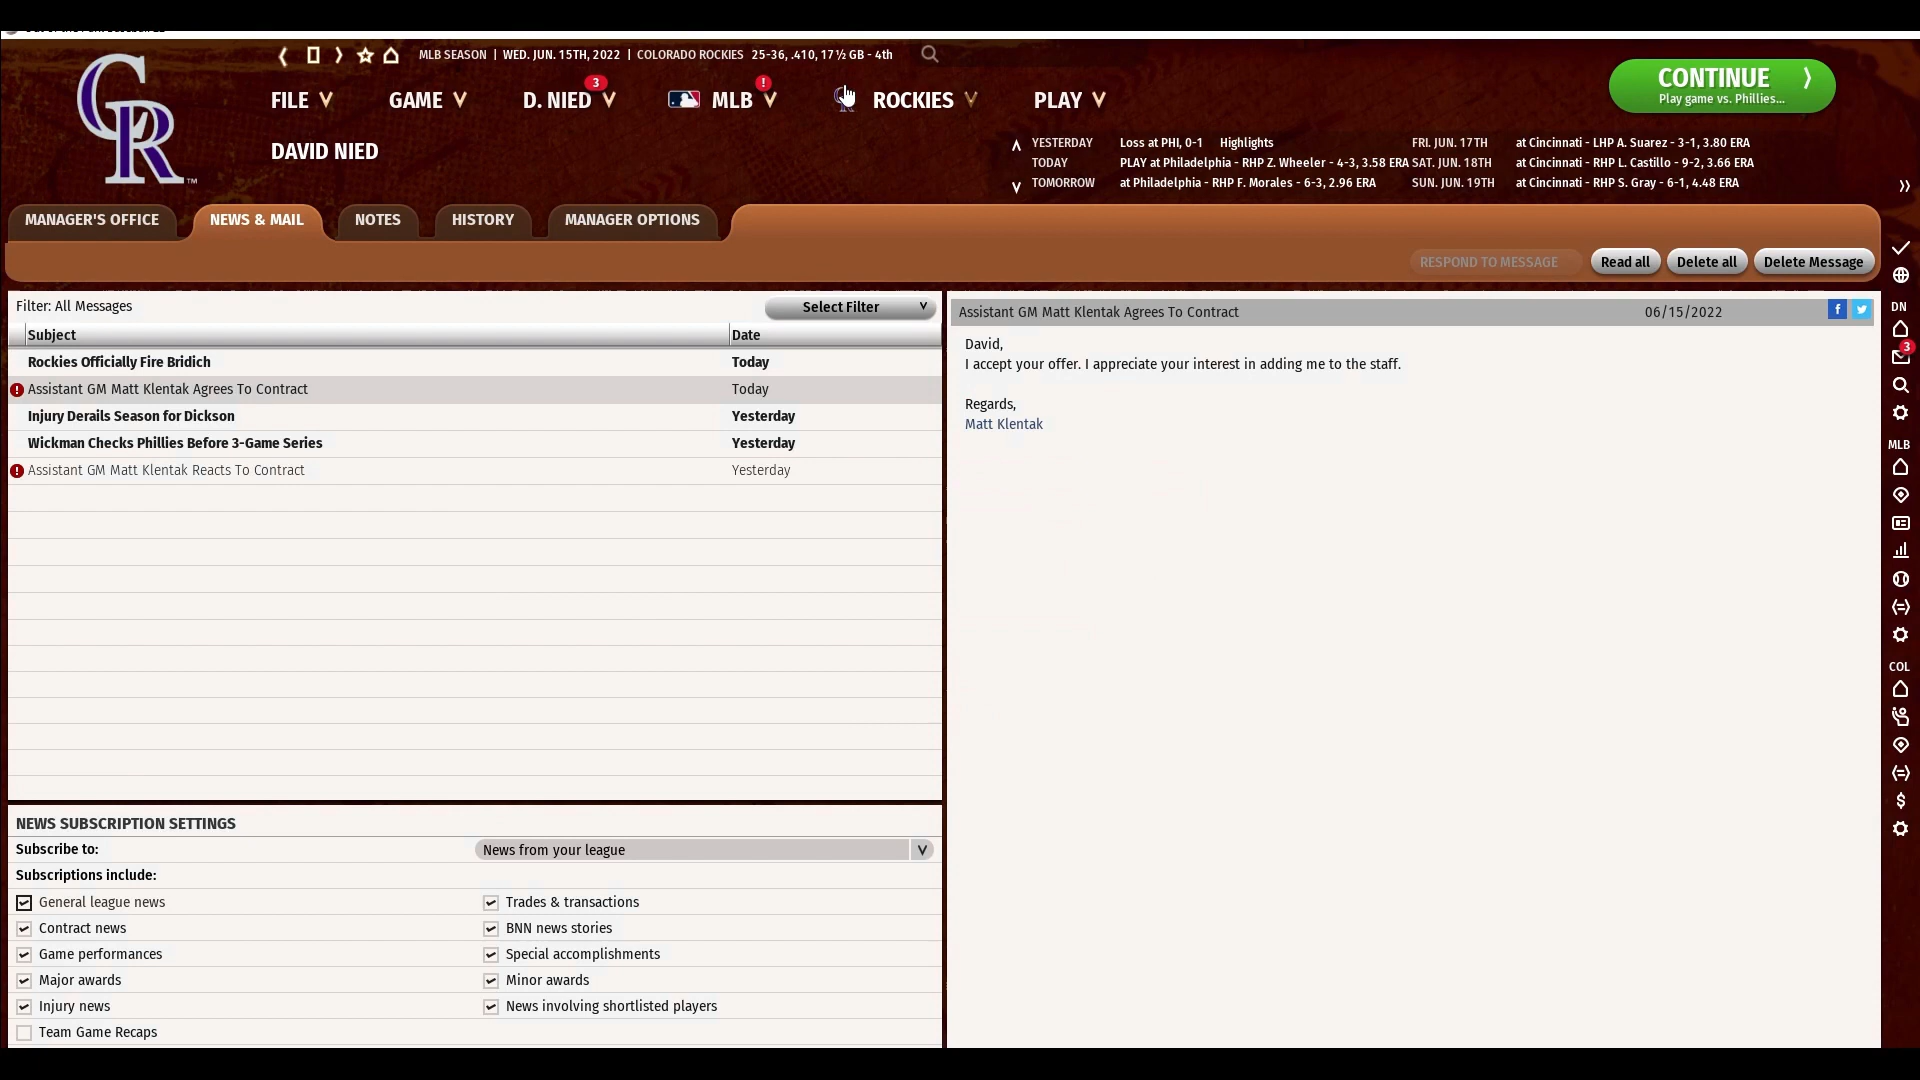 MLB SEASON | WED. JUN. 15TH, 2022 | COLORADO ROCKIES 25-36, .410, 17 ½ GB - 4th
FILE
GAME
D. NIED
3
MLB
!
ROCKIES
PLAY
CONTINUE
Play game vs. Phillies...
CR
TM
DAVID NIED
YESTERDAY Loss at PHI, 0-1 Highlights FRI. JUN. 17TH at Cincinnati - LHP A. Suarez - 3-1, 3.80 ERA
TODAY PLAY at Philadelphia - RHP Z. Wheeler - 4-3, 3.58 ERA SAT. JUN. 18TH at Cincinnati - RHP L. Castillo - 9-2, 3.66 ERA
TOMORROW at Philadelphia - RHP F. Morales - 6-3, 2.96 ERA SUN. JUN. 19TH at Cincinnati - RHP S. Gray - 6-1, 4.48 ERA
MANAGER'S OFFICE
NEWS & MAIL
NOTES
HISTORY
MANAGER OPTIONS
RESPOND TO MESSAGE
Read all
Delete all
Delete Message
Filter: All Messages
Select Filter
Subject Date
Rockies Officially Fire Bridich Today
! Assistant GM Matt Klentak Agrees To Contract Today
Injury Derails Season for Dickson Yesterday
Wickman Checks Phillies Before 3-Game Series Yesterday
! Assistant GM Matt Klentak Reacts To Contract Yesterday
Assistant GM Matt Klentak Agrees To Contract 06/15/2022
f
David,
I accept your offer. I appreciate your interest in adding me to the staff.
Regards,
Matt Klentak
NEWS SUBSCRIPTION SETTINGS
Subscribe to: News from your league
Subscriptions include:
General league news Trades & transactions
Contract news BNN news stories
Game performances Special accomplishments
Major awards Minor awards
Injury news News involving shortlisted players
Team Game Recaps
DN
3
MLB
COL
$